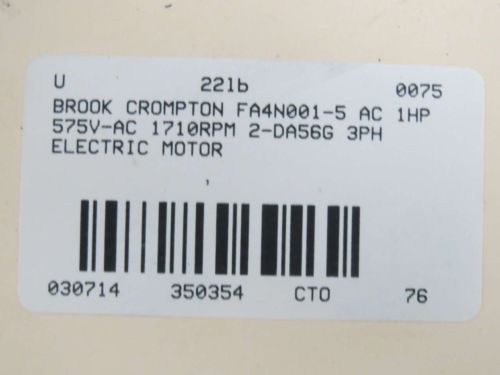 U 22lb 0075
BROOK CROMPTON FA4N001-5 AC 1HP
575V-AC 1710RPM 2-DA56G 3PH
ELECTRIC MOTOR
030714 350354 CTO 76